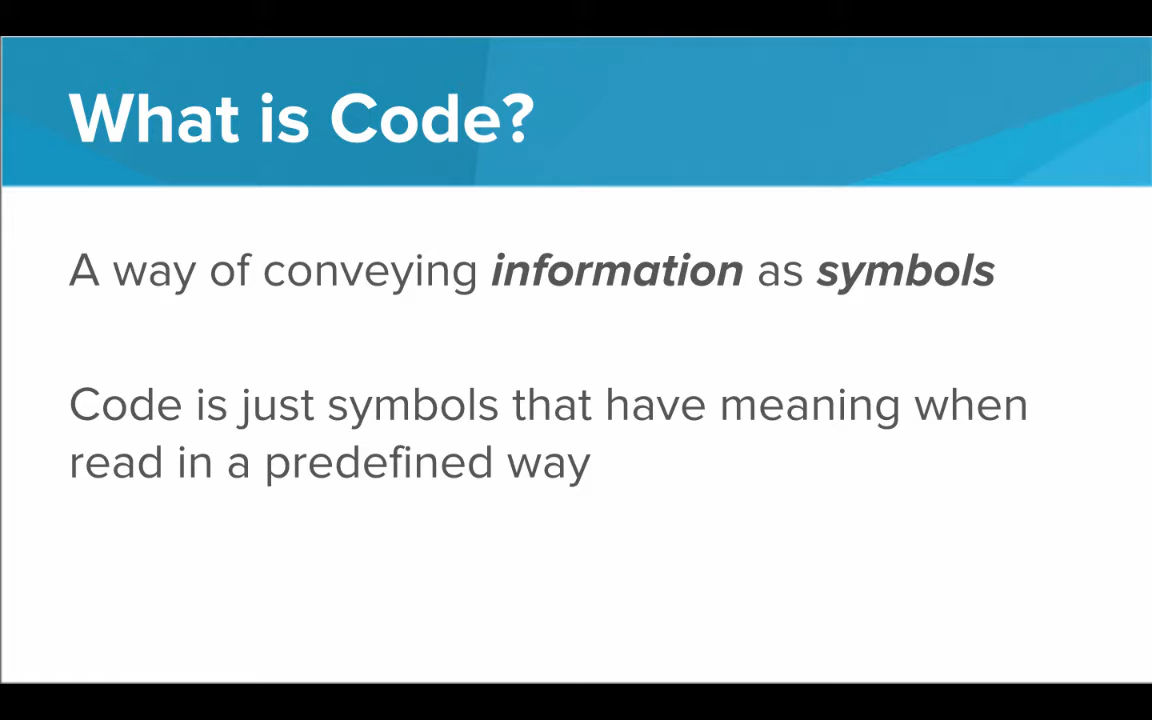 What is Code?
A way of conveying information as symbols
Code is just symbols that have meaning when
read in a predefined way